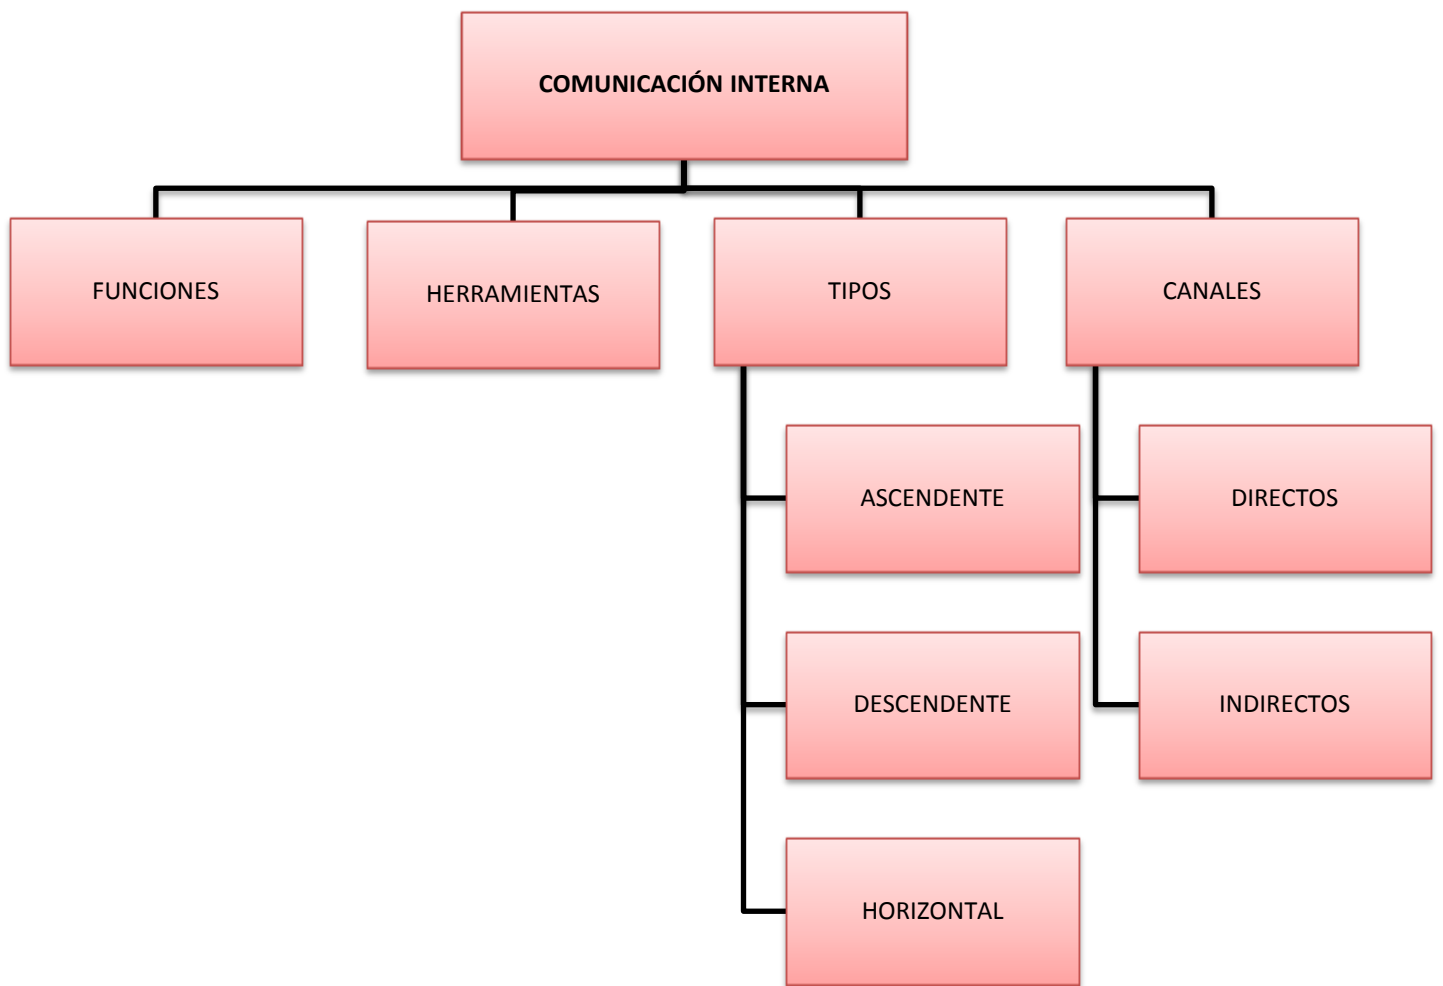 COMUNICACIÓN INTERNA
FUNCIONES
HERRAMIENTAS
TIPOS
CANALES
ASCENDENTE
DIRECTOS
DESCENDENTE
INDIRECTOS
HORIZONTAL